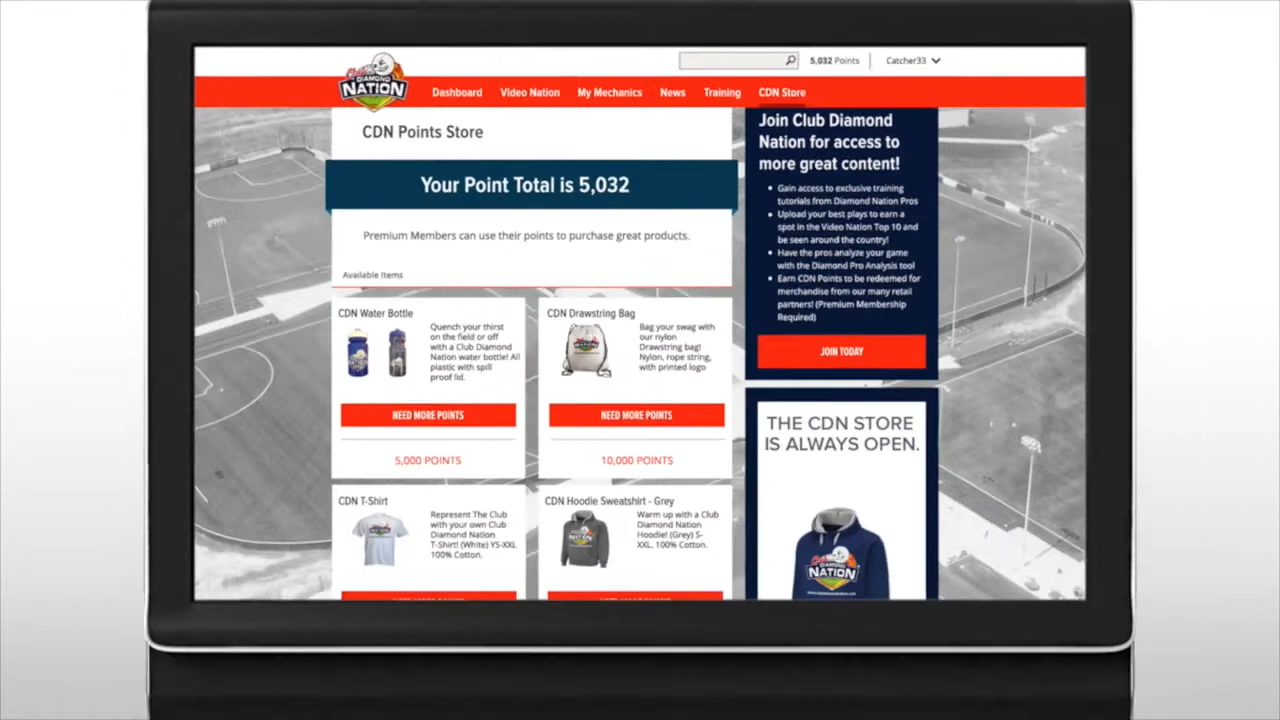 5,032 Points
Catcher33
Club
DIAMOND
NATION
Dashboard
Video Nation
My Mechanics
News
Training
CDN Store
CDN Points Store
Your Point Total is 5,032
Premium Members can use their points to purchase great products.
Available Items
CDN Water Bottle
Quench your thirst
on the field or off
with a Club Diamond
Nation water bottle! All
plastic with spill
proof lid.
NEED MORE POINTS
5,000 POINTS
CDN Drawstring Bag
Bag your swag with
our nylon
Drawstring bag!
Nylon, rope string,
with printed logo
NEED MORE POINTS
10,000 POINTS
CDN T-Shirt
Represent The Club
with your own Club
Diamond Nation
T-Shirt! (White) YS-XXL
100% Cotton.
CDN Hoodie Sweatshirt - Grey
Warm up with a Club
Diamond Nation
Hoodie! (Grey) S-
XXL, 100% Cotton.
Join Club Diamond
Nation for access to
more great content!
Gain access to exclusive training
tutorials from Diamond Nation Pros
Upload your best plays to earn a
spot in the Video Nation Top 10 and
be seen around the country!
Have the pros analyze your game
with the Diamond Pro Analysis tool
Earn CDN Points to be redeemed for
merchandise from our many retail
partners! (Premium Membership
Required)
JOIN TODAY
THE CDN STORE
IS ALWAYS OPEN.
Club
DIAMOND
NATION